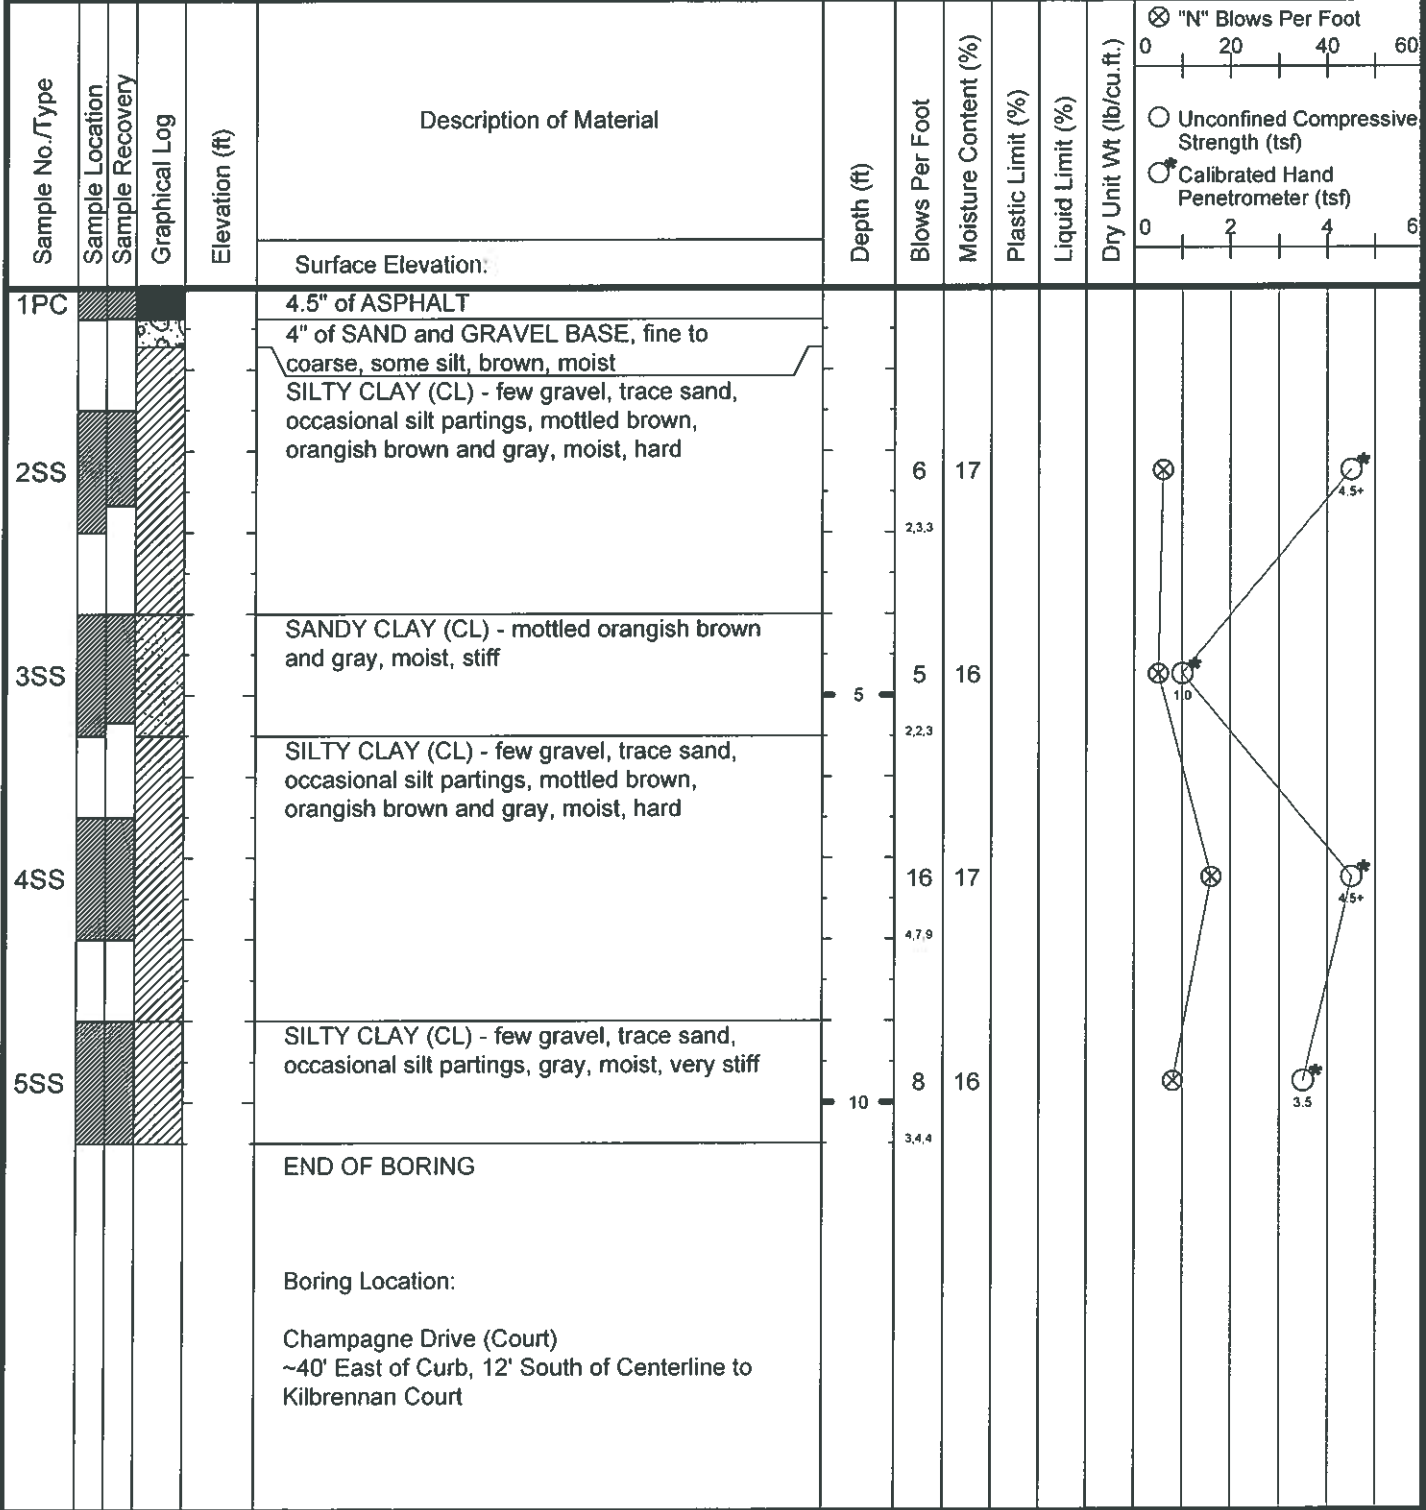 Sample No./Type
Sample Location
Sample Recovery
Graphical Log
Elevation (ft)
Description of Material
Surface Elevation:
Depth (ft)
Blows Per Foot
Moisture Content (%)
Plastic Limit (%)
Liquid Limit (%)
Dry Unit Wt (lb/cu.ft.)
"N" Blows Per Foot
0 20 40 60
Unconfined Compressive
Strength (tsf)
* Calibrated Hand
Penetrometer (tsf)
0 2 4 6
1PC
4.5" of ASPHALT
4" of SAND and GRAVEL BASE, fine to
coarse, some silt, brown, moist
SILTY CLAY (CL) - few gravel, trace sand,
occasional silt partings, mottled brown,
orangish brown and gray, moist, hard
2SS 6 17 *
4.5+
2,3,3
SANDY CLAY (CL) - mottled orangish brown
and gray, moist, stiff
3SS 5 16 *
5 1.0
2,2,3
SILTY CLAY (CL) - few gravel, trace sand,
occasional silt partings, mottled brown,
orangish brown and gray, moist, hard
4SS 16 17 *
4.5+
4,7,9
SILTY CLAY (CL) - few gravel, trace sand,
occasional silt partings, gray, moist, very stiff
5SS 8 16 *
10 3.5
3,4,4
END OF BORING
Boring Location:
Champagne Drive (Court)
~40' East of Curb, 12' South of Centerline to
Kilbrennan Court